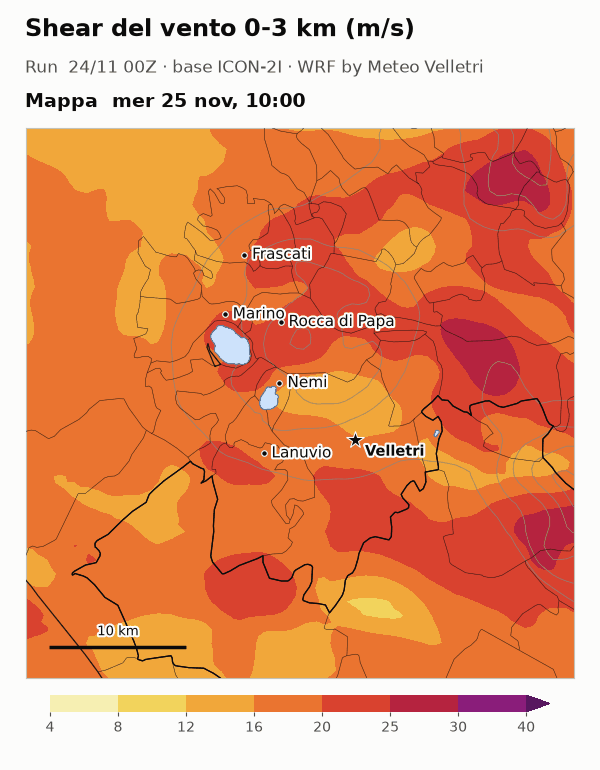 Shear del vento 0-3 km (m/s)
Run  24/11 00Z · base ICON-2I · WRF by Meteo Velletri
Mappa  mer 25 nov, 10:00
Frascati
Marino
Rocca di Papa
Nemi
Velletri
Lanuvio
10 km
4 8 12 16 20 25 30 40